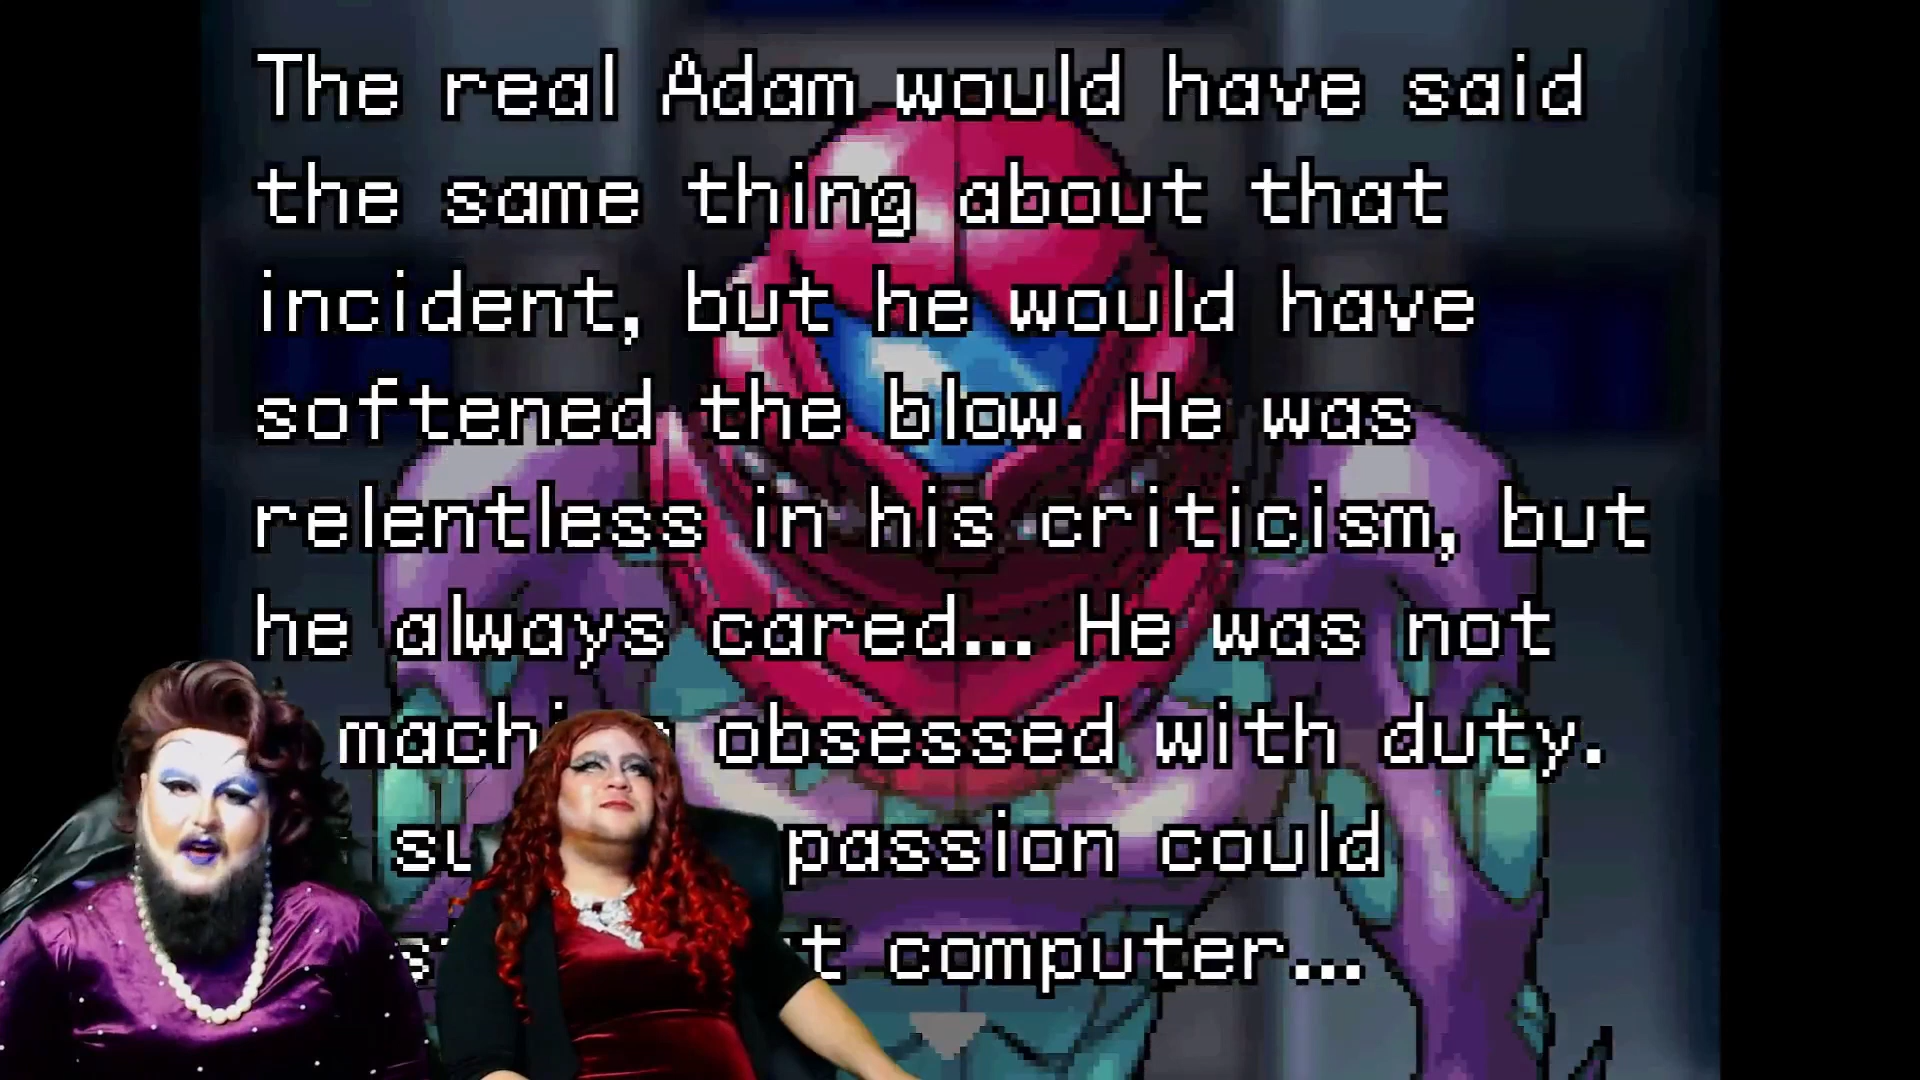 The real Adam would have said
the same thing about that
incident, but he would have
softened the blow. He was
relentless in his criticism, but
he always cared... He was not
obsessed with duty.
passion could
computer...